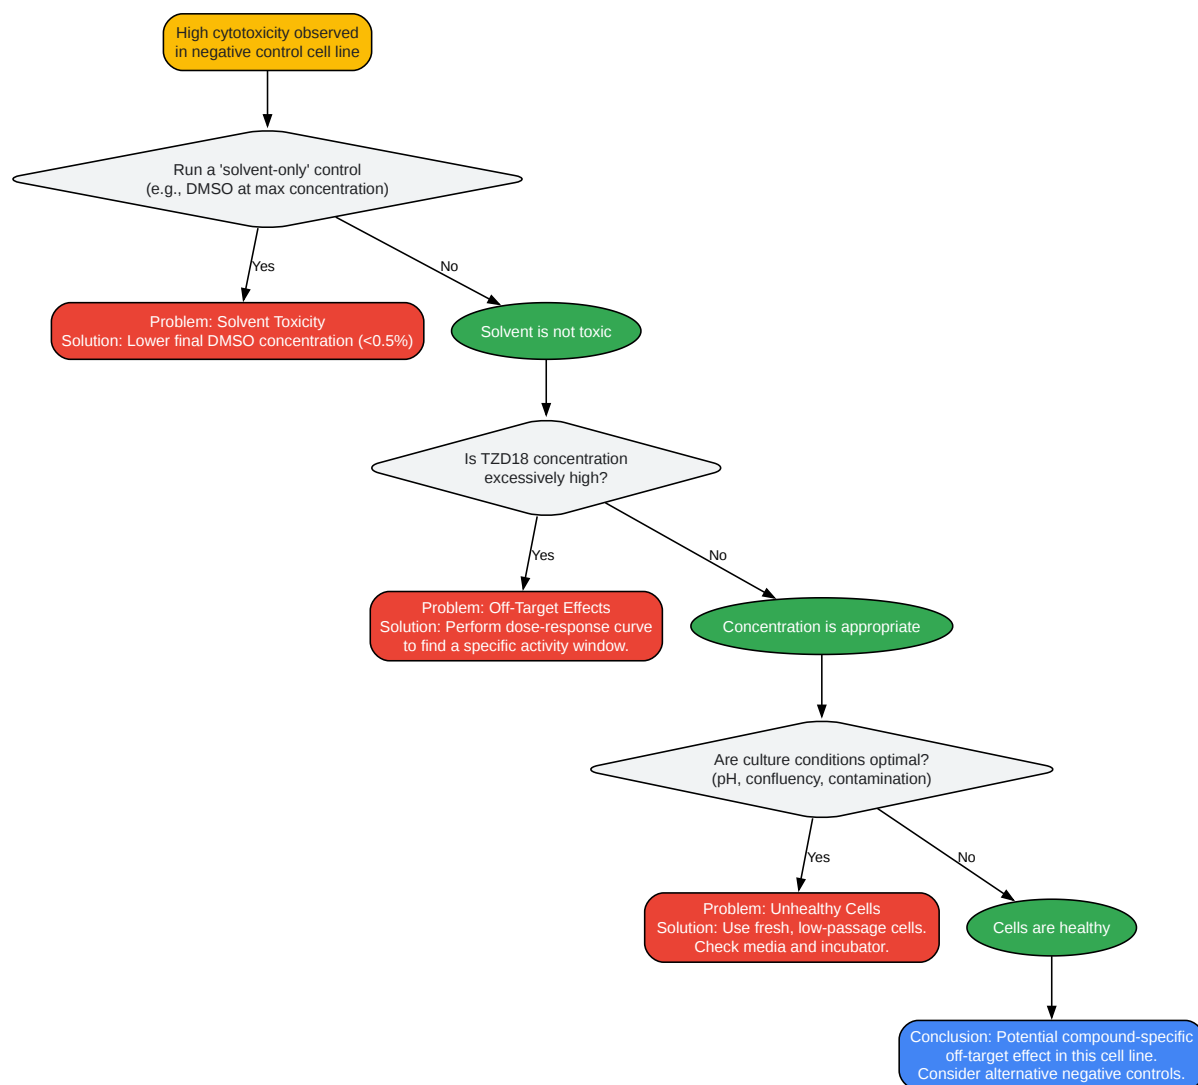 High cytotoxicity observed
in negative control cell line
Run a 'solvent-only' control
(e.g., DMSO at max concentration)
Yes
No
Problem: Solvent Toxicity
Solution: Lower final DMSO concentration (<0.5%)
Solvent is not toxic
Is TZD18 concentration
excessively high?
Yes
No
Problem: Off-Target Effects
Solution: Perform dose-response curve
to find a specific activity window.
Concentration is appropriate
Are culture conditions optimal?
(pH, confluency, contamination)
Yes
No
Problem: Unhealthy Cells
Solution: Use fresh, low-passage cells.
Check media and incubator.
Cells are healthy
Conclusion: Potential compound-specific
off-target effect in this cell line.
Consider alternative negative controls.